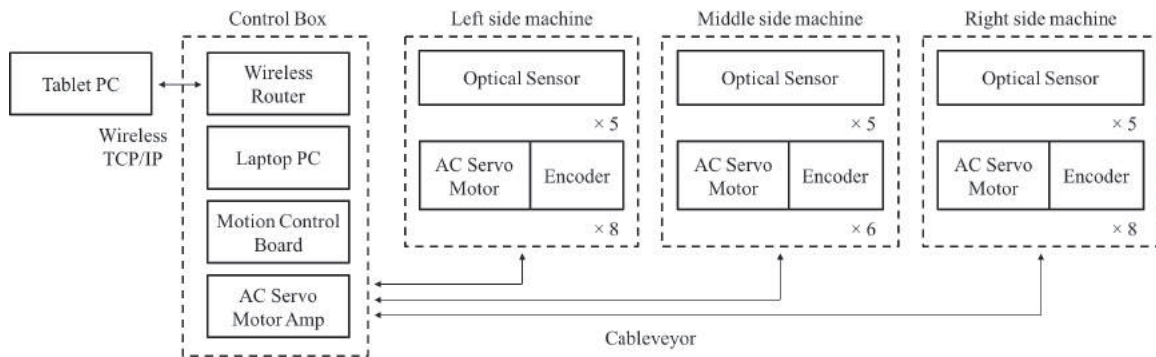 Control Box
Left side machine
Middle side machine
Right side machine
Tablet PC
Wireless
TCP/IP
Wireless
Router
Laptop PC
Motion Control
Board
AC Servo
Motor Amp
Optical Sensor
× 5
AC Servo
Motor
Encoder
× 8
Optical Sensor
× 5
AC Servo
Motor
Encoder
× 6
Optical Sensor
× 5
AC Servo
Motor
Encoder
× 8
Cableveyor